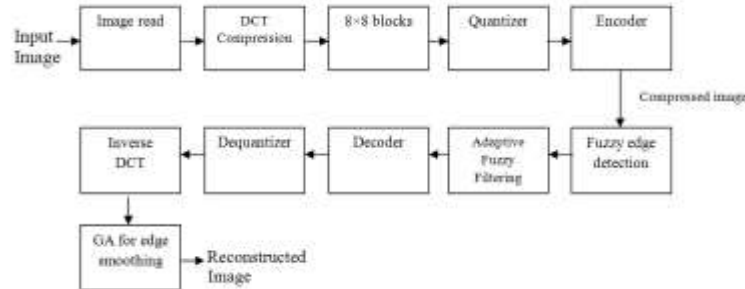 Input
Image
Image read
DCT
Compression
8×8 blocks
Quantizer
Encoder
Compressed image
Inverse
DCT
Dequantizer
Decoder
Adaptive
Fuzzy
Filtering
Fuzzy edge
detection
GA for edge
smoothing
Reconstructed
Image